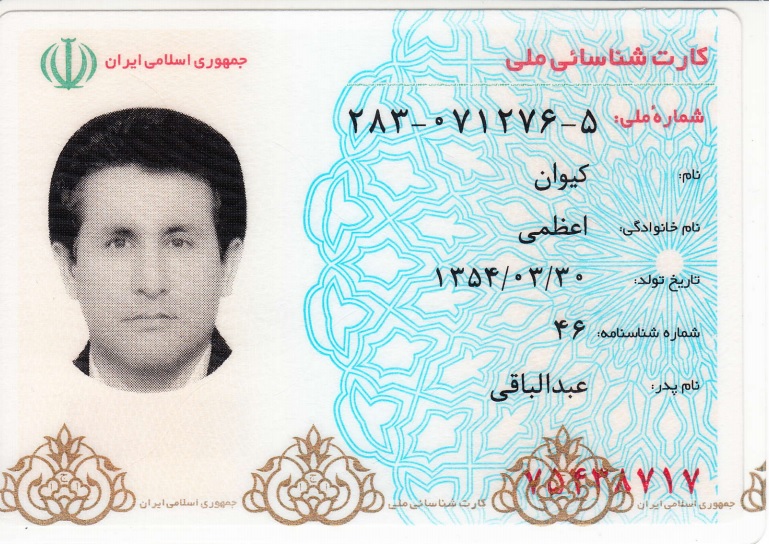 جمهوری اسلامی ایران
کارت شناسائی ملی
شمارهٔ ملی: ۲۸۳-۰۷۱۲۷۶-۵
نام: کیوان
نام خانوادگی: اعظمی
تاریخ تولد: ۱۳۵۴/۰۳/۳۰
شماره شناسنامه: ۴۶
نام پدر: عبدالباقی
۷۵۴۳۸۷۱۷
جمهوری اسلامی ایران
کارت شناسائی ملی
جمهوری اسلامی ایران